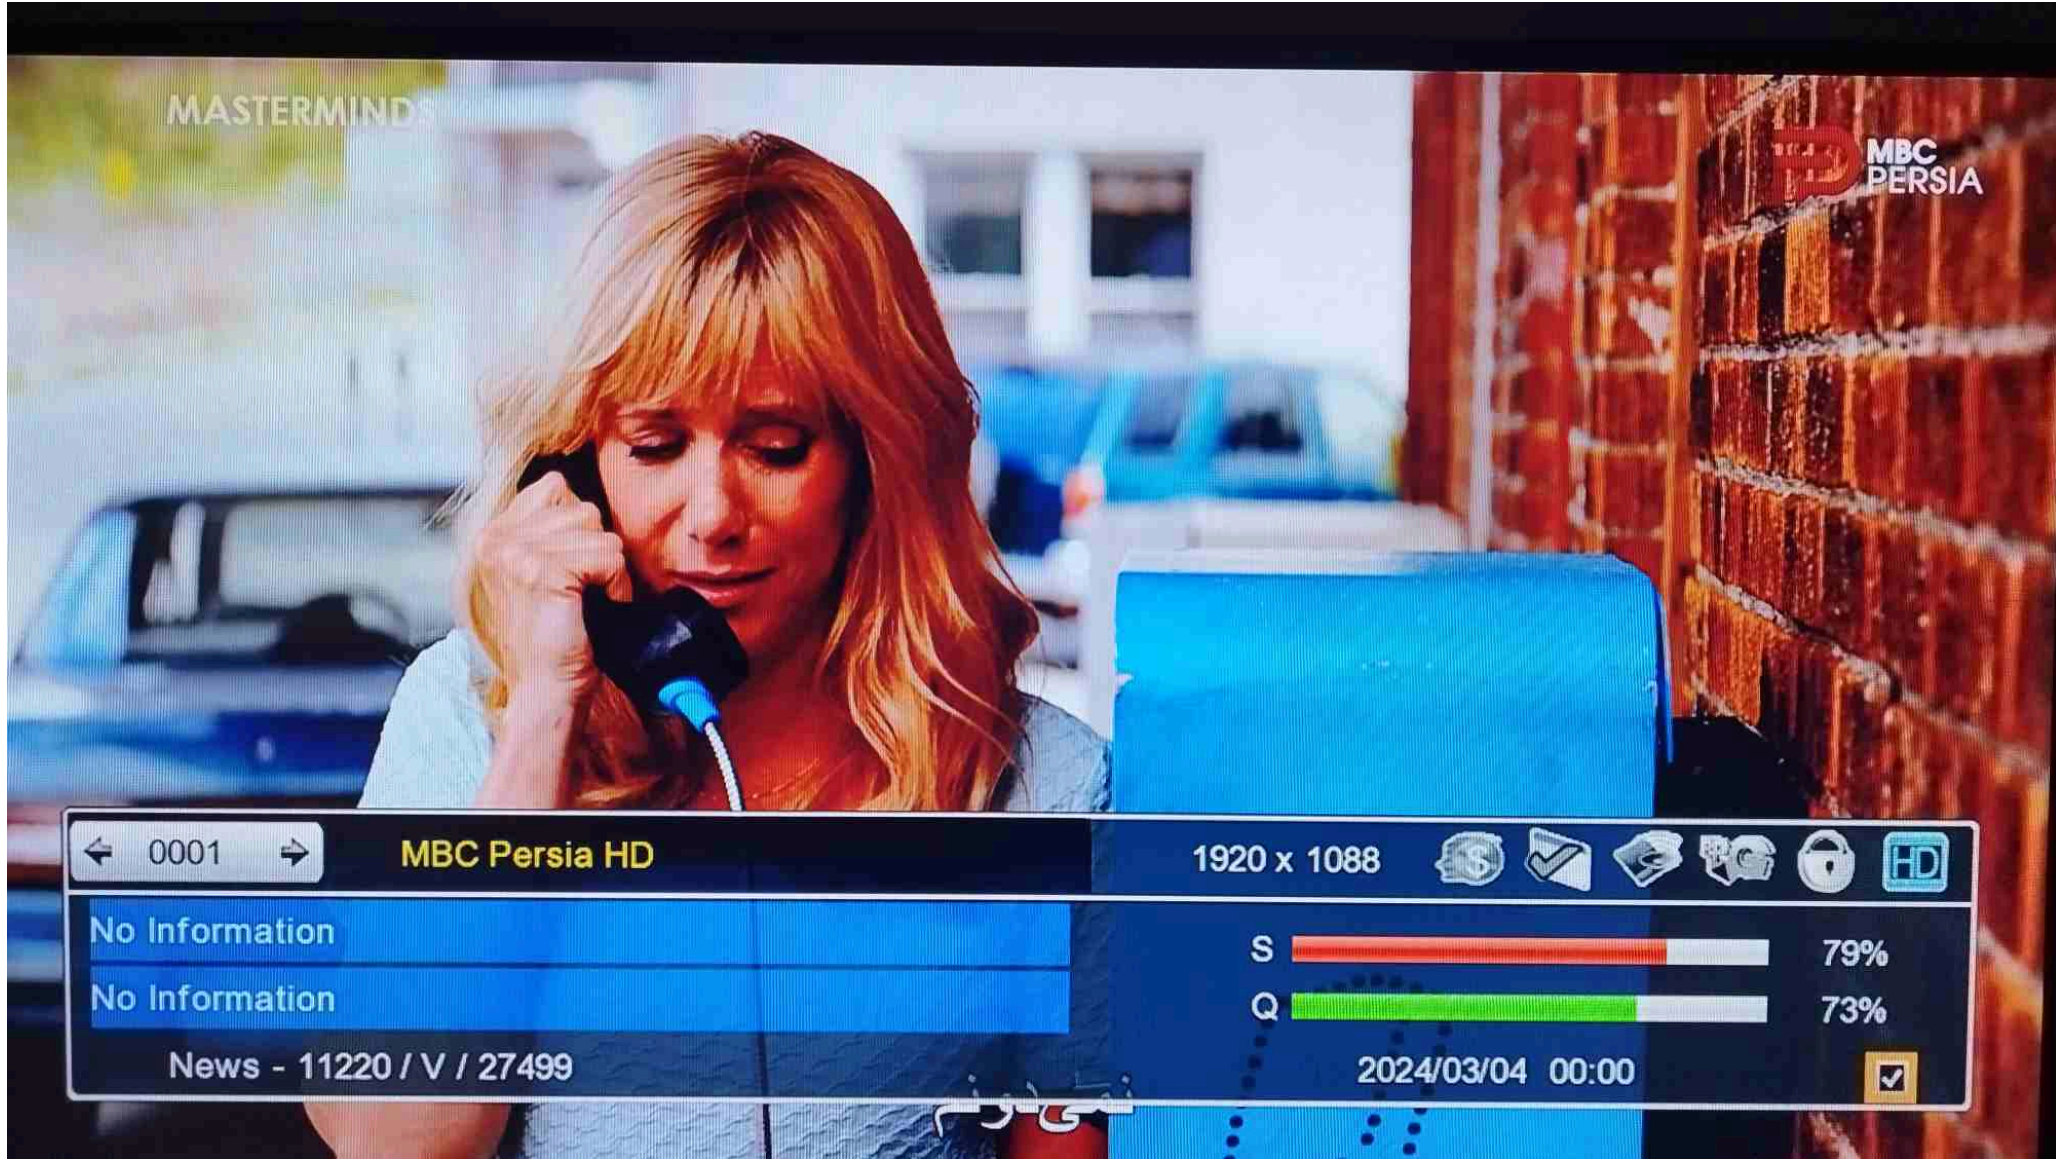 MASTERMINDS
MBC
PERSIA
0001
MBC Persia HD
1920 x 1088
HD
No Information
No Information
S
79%
Q
73%
News - 11220 / V / 27499
2024/03/04 00:00
نمی‌دونم